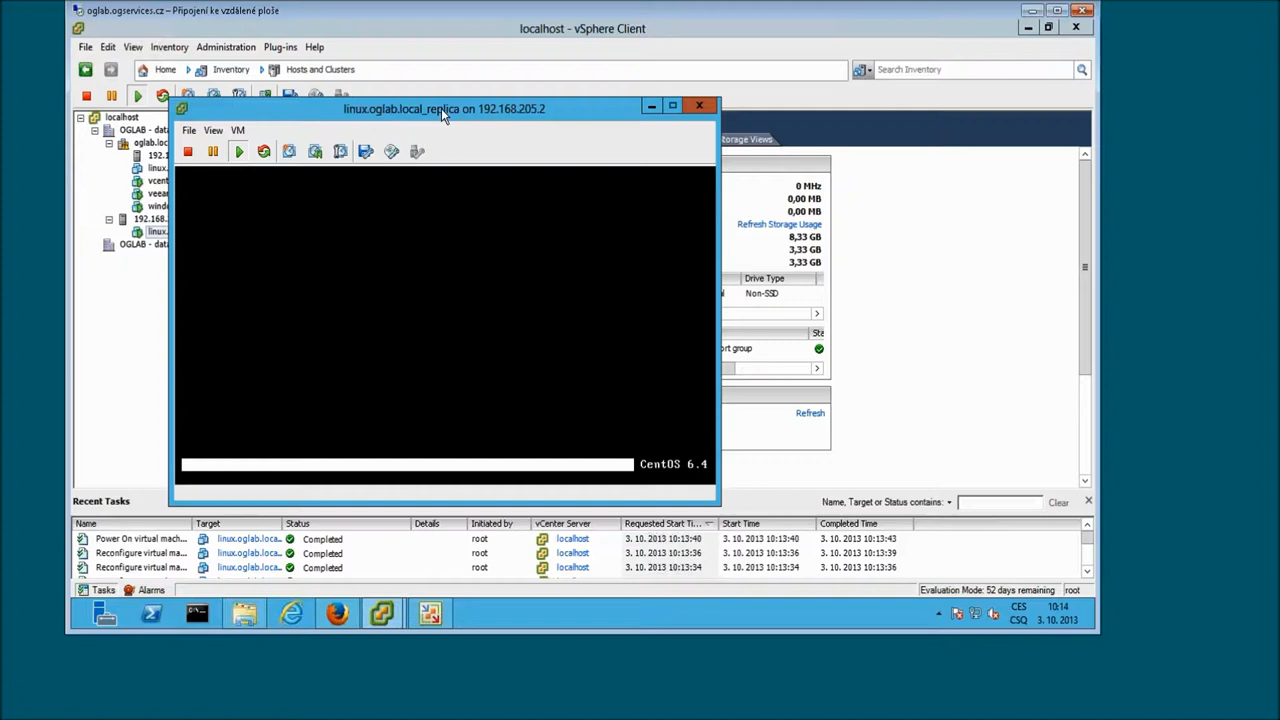 oglab.ogservices.cz – Připojení ke vzdálené ploše
localhost - vSphere Client
File Edit View Inventory Administration Plug-ins Help
Home Inventory Hosts and Clusters Search Inventory
localhost
linux.oglab.local_replica on 192.168.205.2
OGLAB - data
Storage Views
File View VM
oglab.loc
192.1
linux.
vcent
veea
windo
192.168.
linux.
OGLAB - data
0 MHz
0,00 MB
0,00 MB
Refresh Storage Usage
8,33 GB
3,33 GB
3,33 GB
Drive Type
Non-SSD
Sta
ort group
Refresh
CentOS 6.4
Recent Tasks Name, Target or Status contains: Clear
Name Target Status Details Initiated by vCenter Server Requested Start Ti... Start Time Completed Time
Power On virtual mach... linux.oglab.loca... Completed root localhost 3. 10. 2013 10:13:40 3. 10. 2013 10:13:40 3. 10. 2013 10:13:43
Reconfigure virtual ma... linux.oglab.loca... Completed root localhost 3. 10. 2013 10:13:36 3. 10. 2013 10:13:36 3. 10. 2013 10:13:39
Reconfigure virtual ma... linux.oglab.loca... Completed root localhost 3. 10. 2013 10:13:34 3. 10. 2013 10:13:34 3. 10. 2013 10:13:36
Tasks Alarms Evaluation Mode: 52 days remaining root
CES 10:14
CSQ 3. 10. 2013